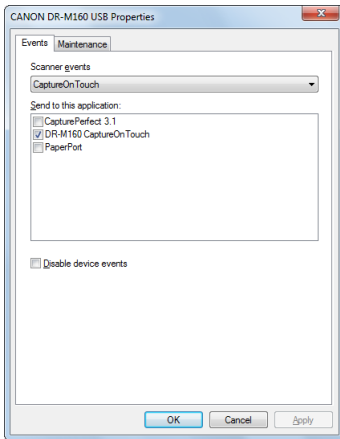 CANON DR-M160 USB Properties
Events Maintenance
Scanner events
CaptureOnTouch
Send to this application:
CapturePerfect 3.1
DR-M160 CaptureOnTouch
PaperPort
Disable device events
OK Cancel Apply